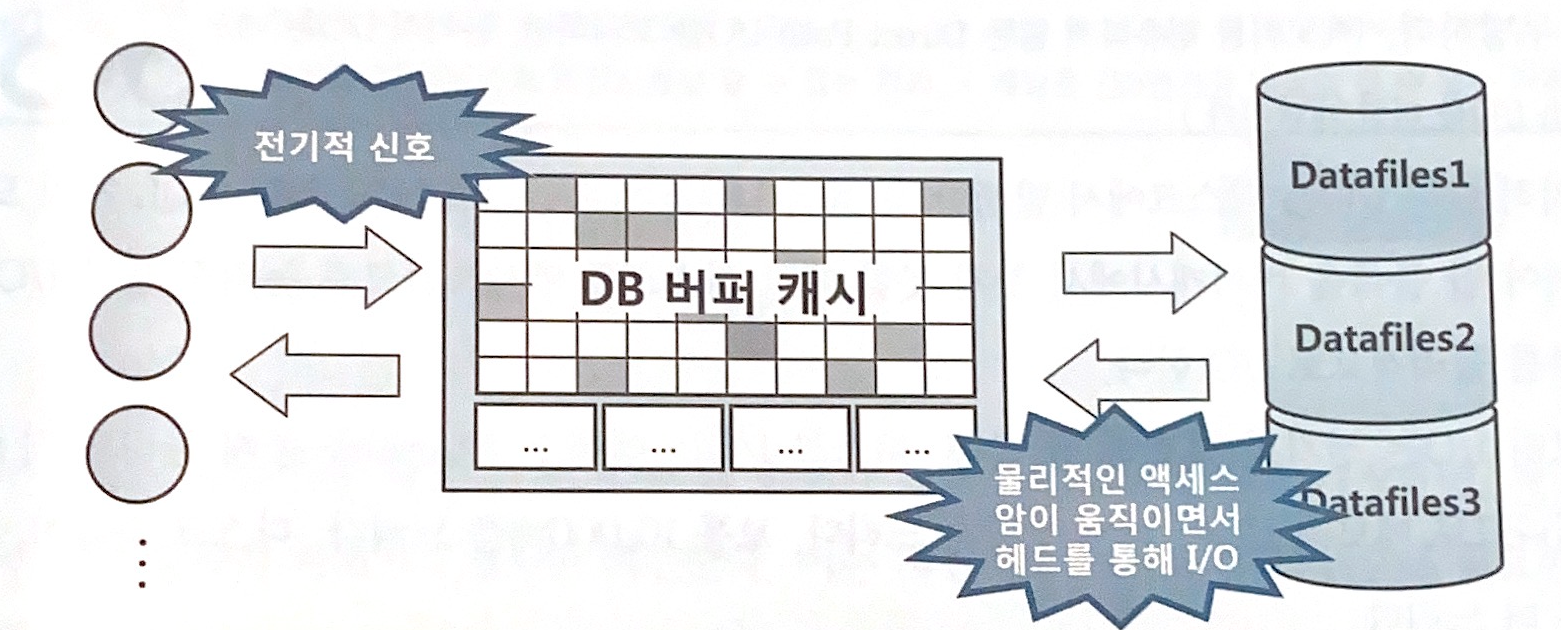 전기적 신호
DB 버퍼 캐시
...
...
...
...
Datafiles1
Datafiles2
Datafiles3
물리적인 액세스
암이 움직이면서
헤드를 통해 I/O